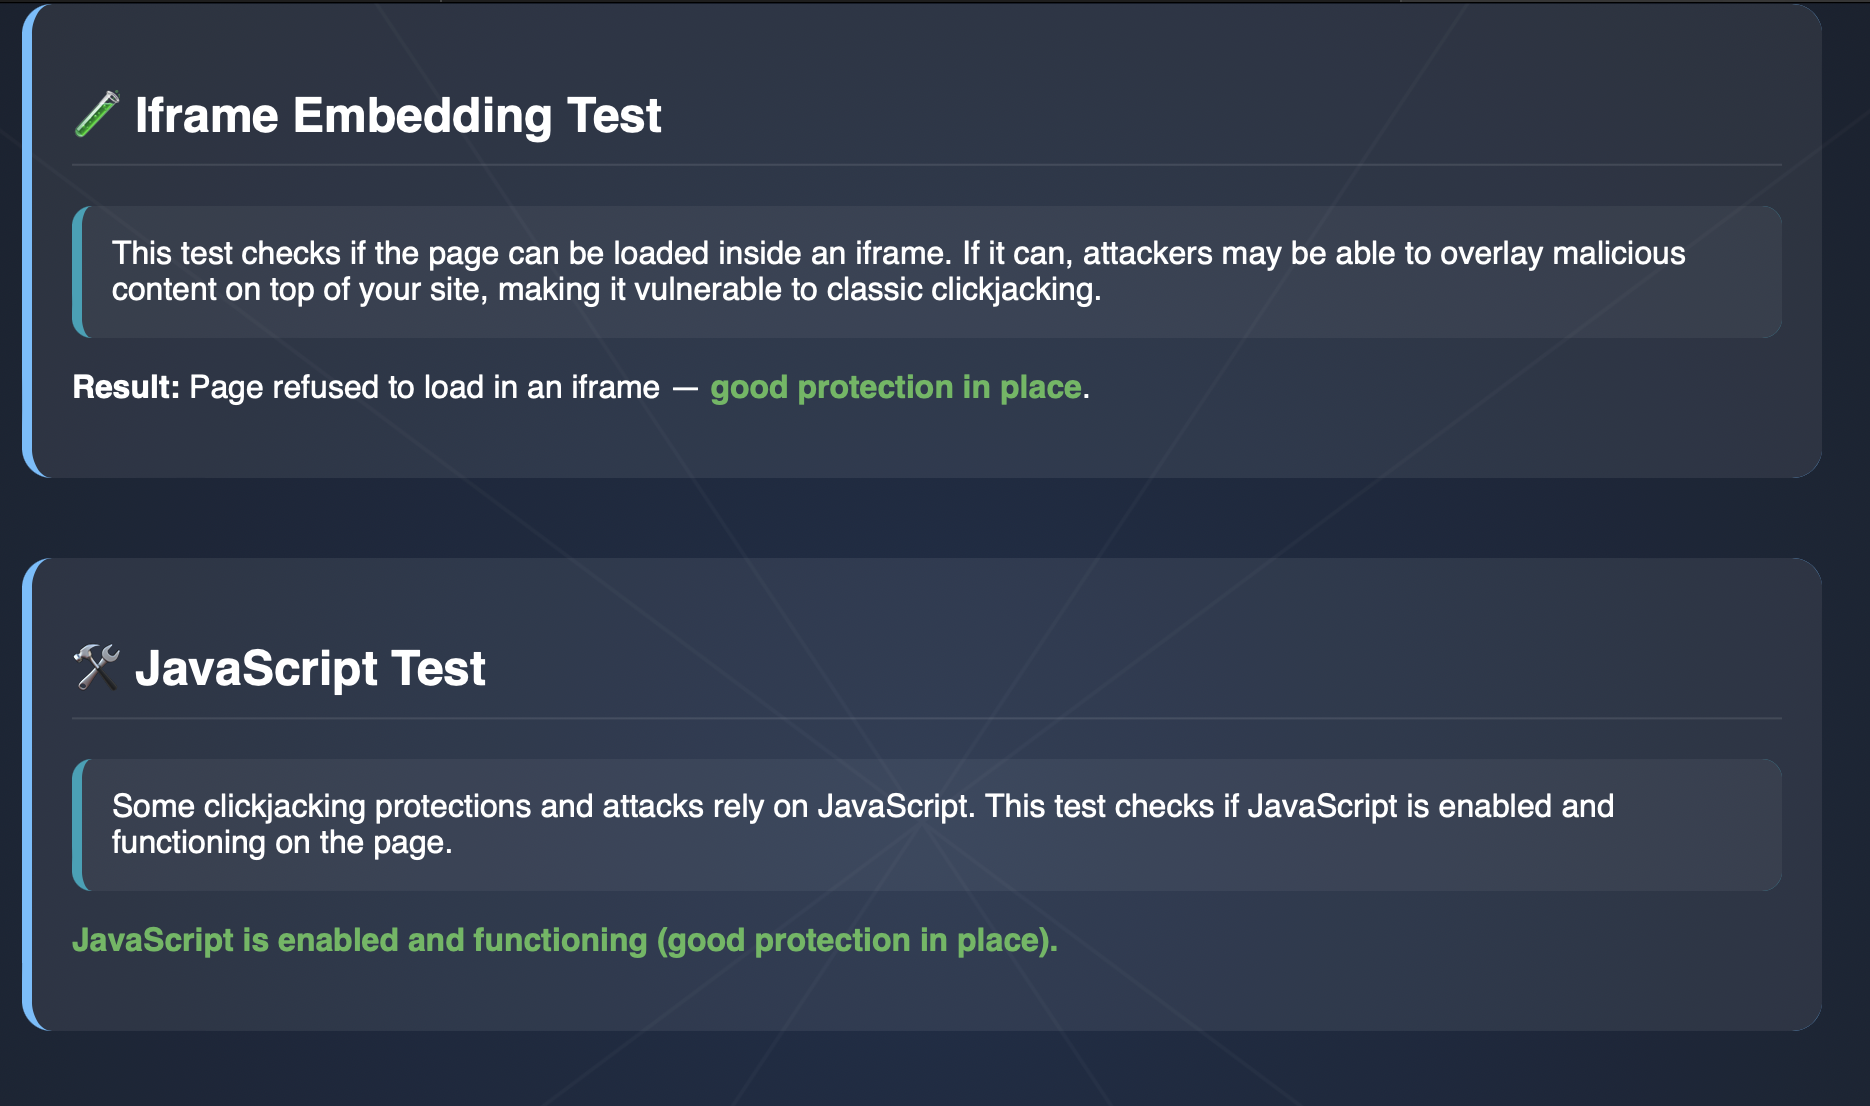 Iframe Embedding Test
This test checks if the page can be loaded inside an iframe. If it can, attackers may be able to overlay malicious
content on top of your site, making it vulnerable to classic clickjacking.
Result: Page refused to load in an iframe — good protection in place.
JavaScript Test
Some clickjacking protections and attacks rely on JavaScript. This test checks if JavaScript is enabled and
functioning on the page.
JavaScript is enabled and functioning (good protection in place).